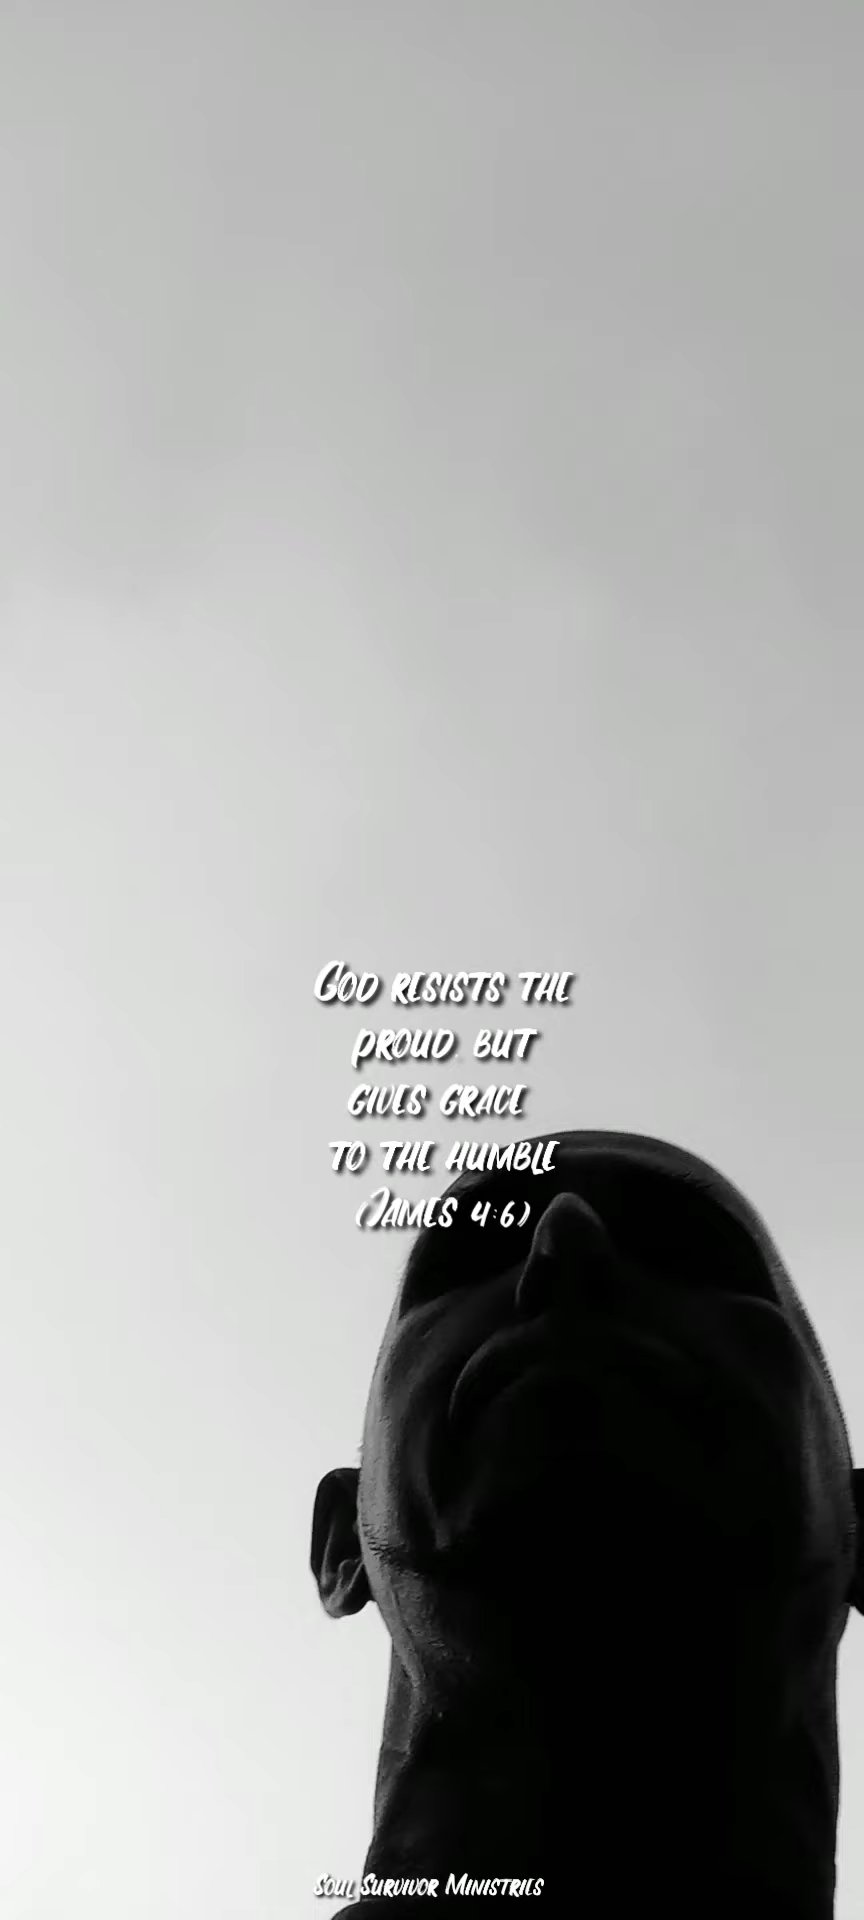 God resists the
proud, but
gives grace
to the humble
(James 4:6)
Soul Survivor Ministries